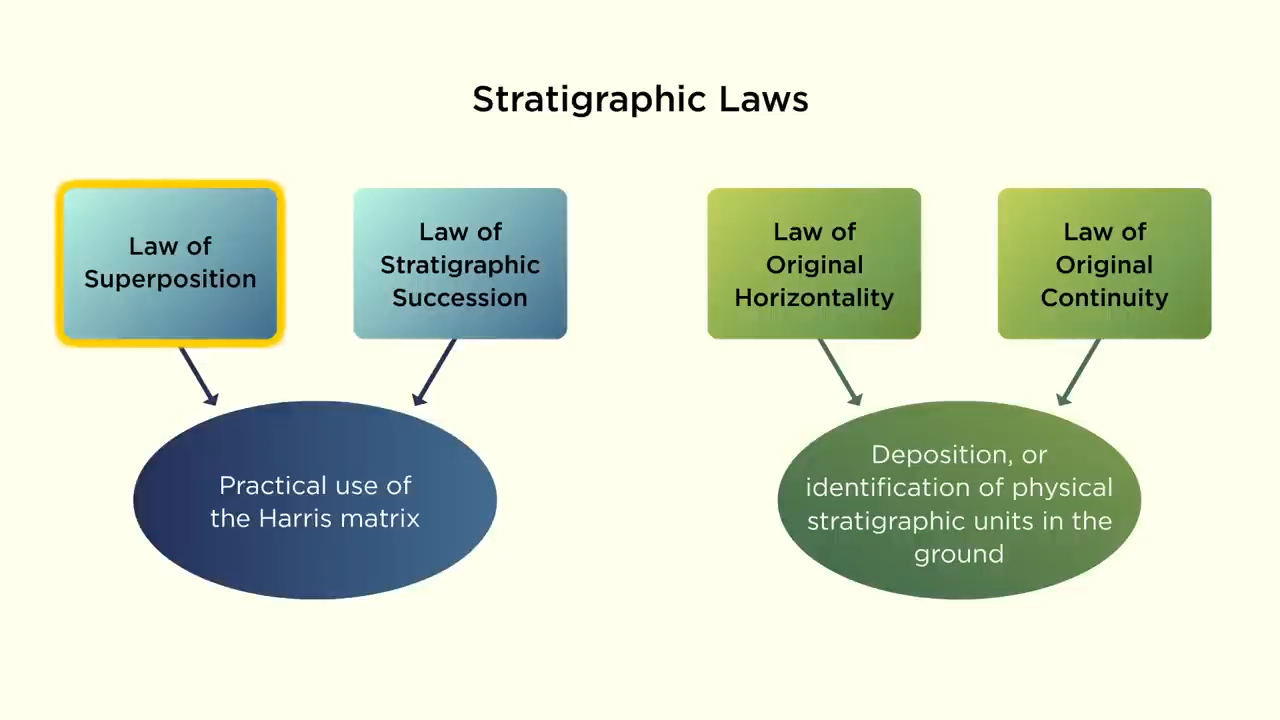 Stratigraphic Laws
Law of
Superposition
Law of
Stratigraphic
Succession
Law of
Original
Horizontality
Law of
Original
Continuity
Practical use of
the Harris matrix
Deposition, or
identification of physical
stratigraphic units in the
ground